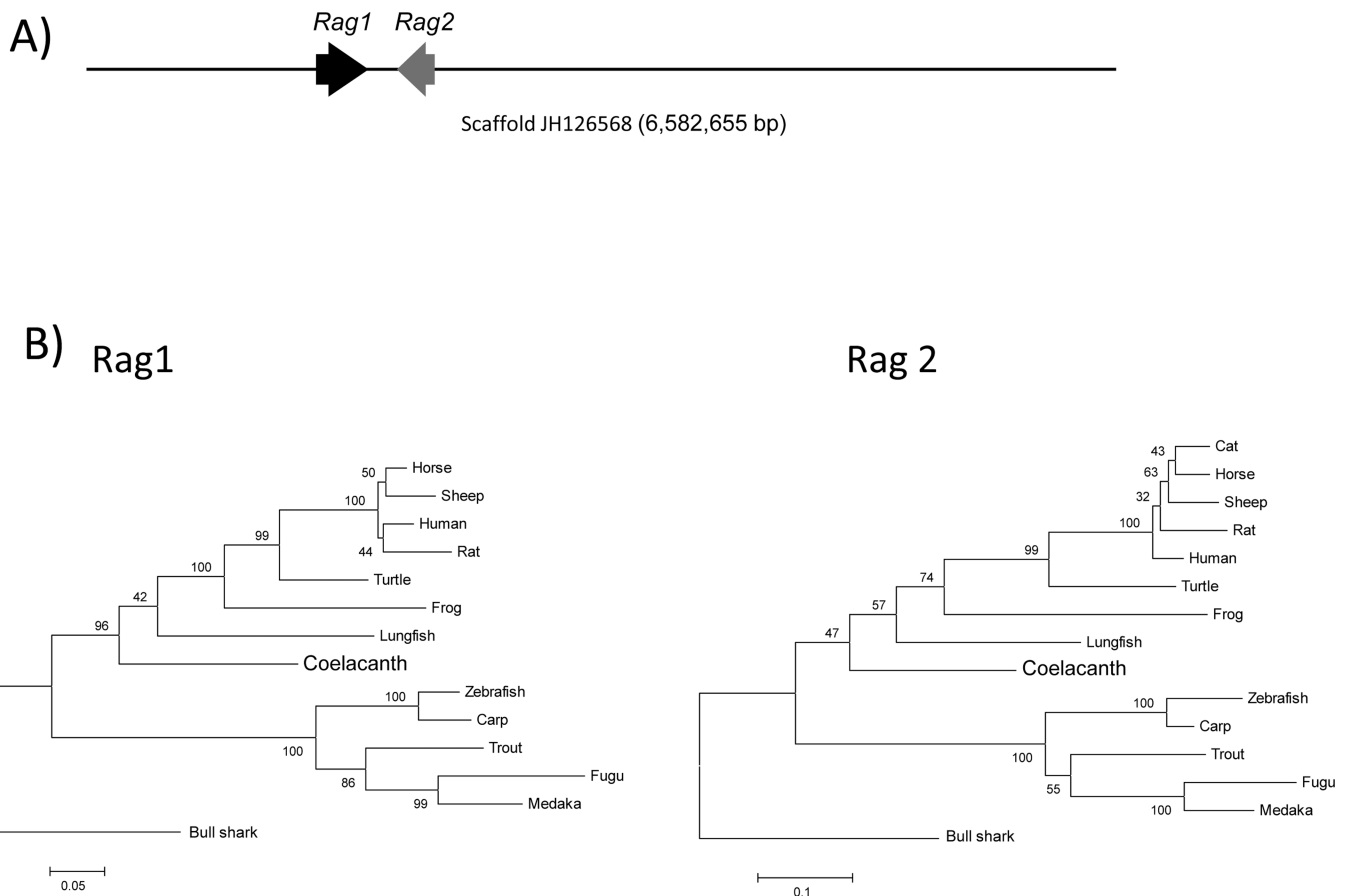 A)
Rag1 Rag2
Scaffold JH126568 (6,582,655 bp)
B)
Rag1
Rag 2
50
Horse
Sheep
100
Human
44
Rat
99
Turtle
100
Frog
42
Lungfish
96
Coelacanth
100
Zebrafish
Carp
100
Trout
86
Fugu
99
Medaka
Bull shark
0.05
43
Cat
63
Horse
32
Sheep
100
Rat
Human
99
Turtle
74
Frog
57
Lungfish
47
Coelacanth
100
Zebrafish
Carp
100
Trout
55
Fugu
100
Medaka
Bull shark
0.1